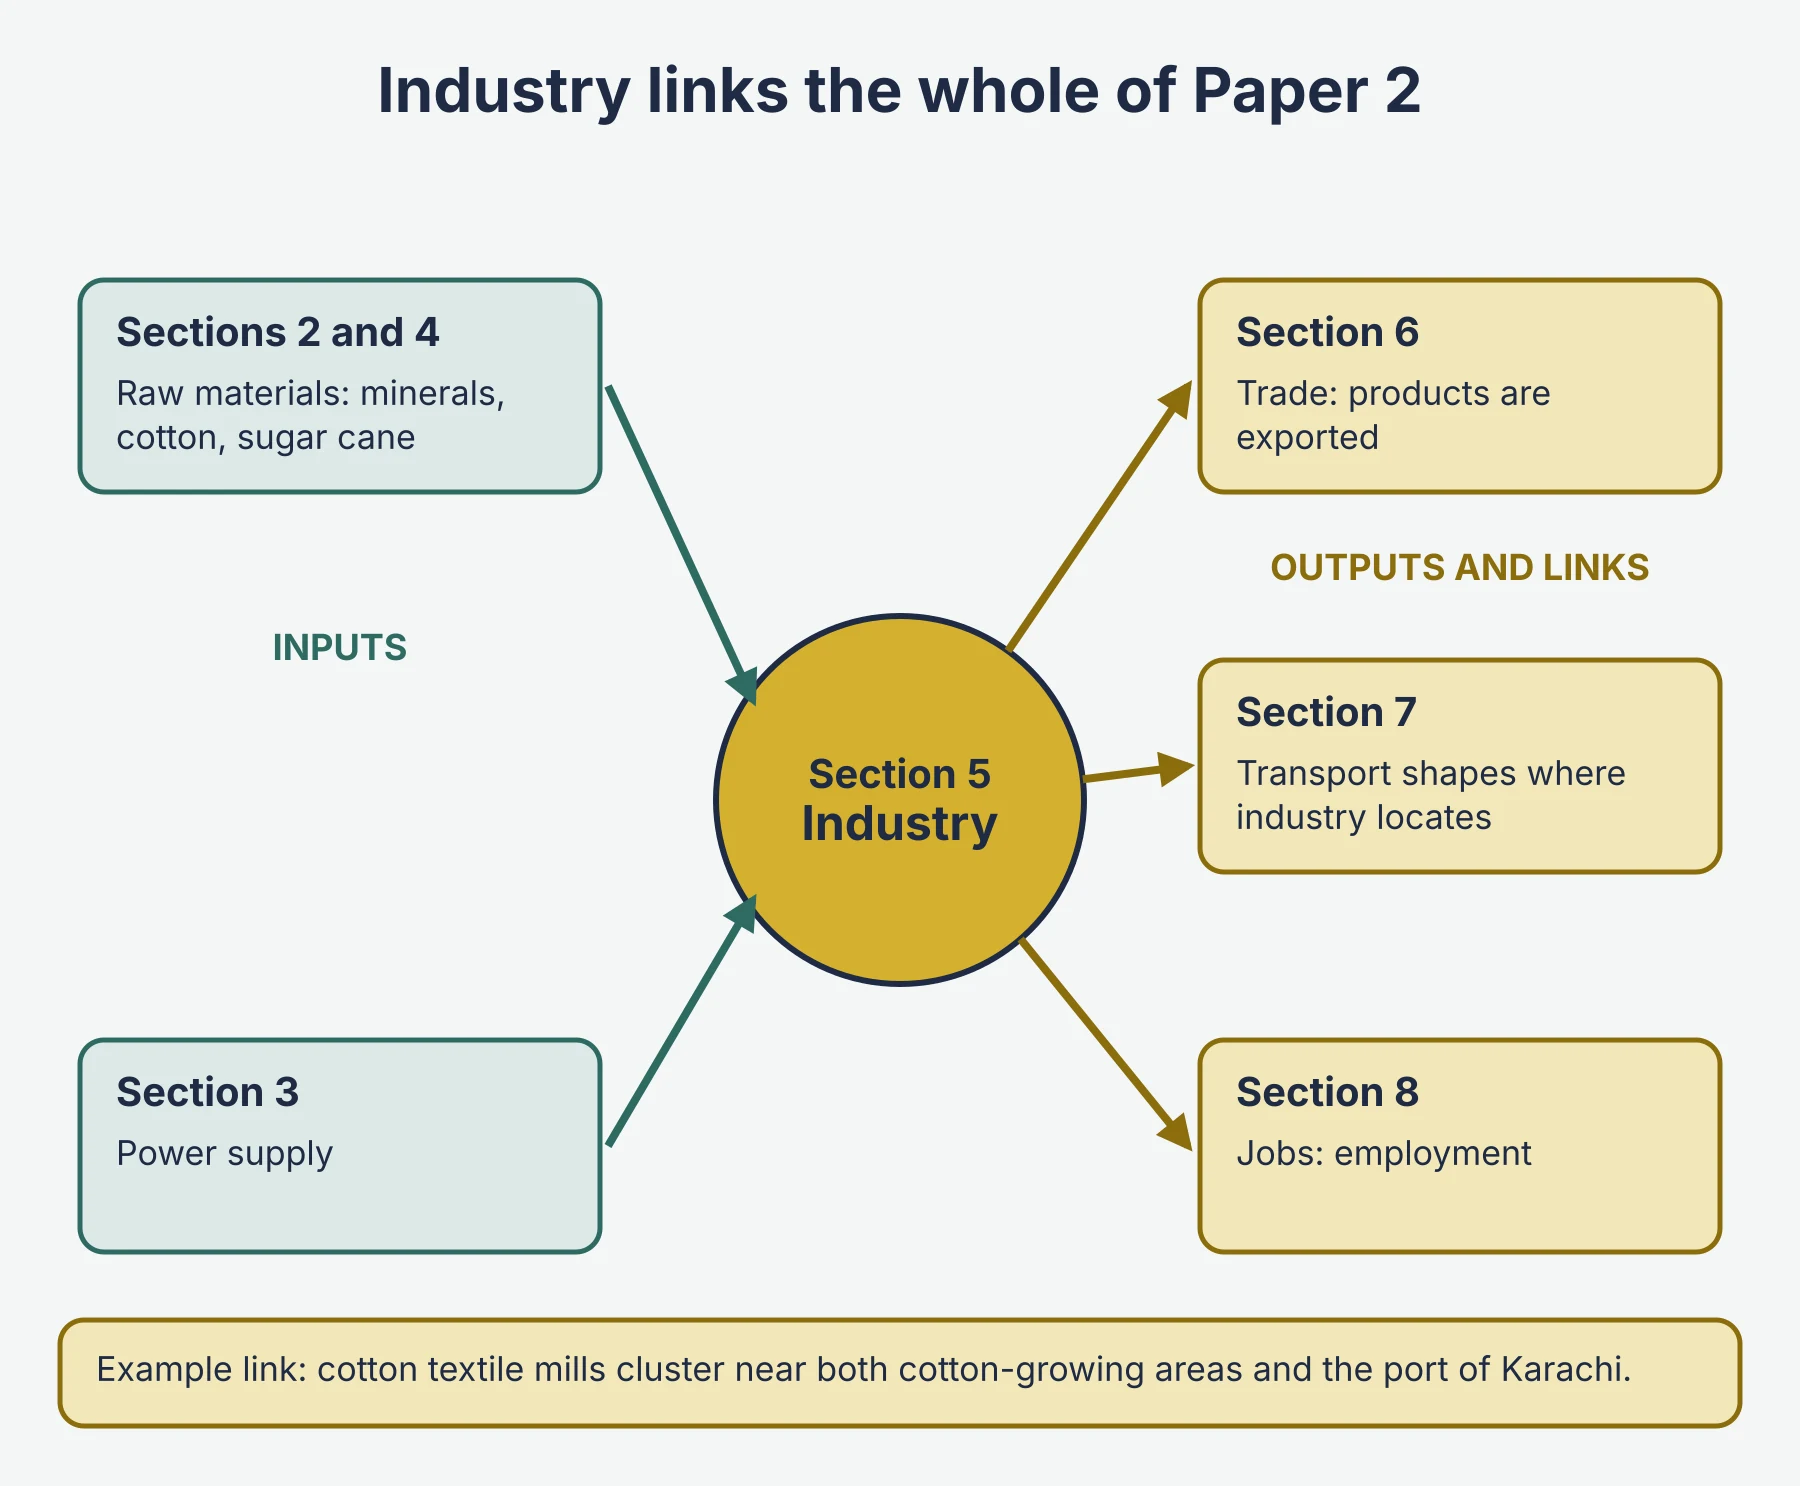 Industry links the whole of Paper 2
Sections 2 and 4
Raw materials: minerals,
cotton, sugar cane
INPUTS
Section 3
Power supply
Section 5
Industry
Section 6
Trade: products are
exported
OUTPUTS AND LINKS
Section 7
Transport shapes where
industry locates
Section 8
Jobs: employment
Example link: cotton textile mills cluster near both cotton-growing areas and the port of Karachi.